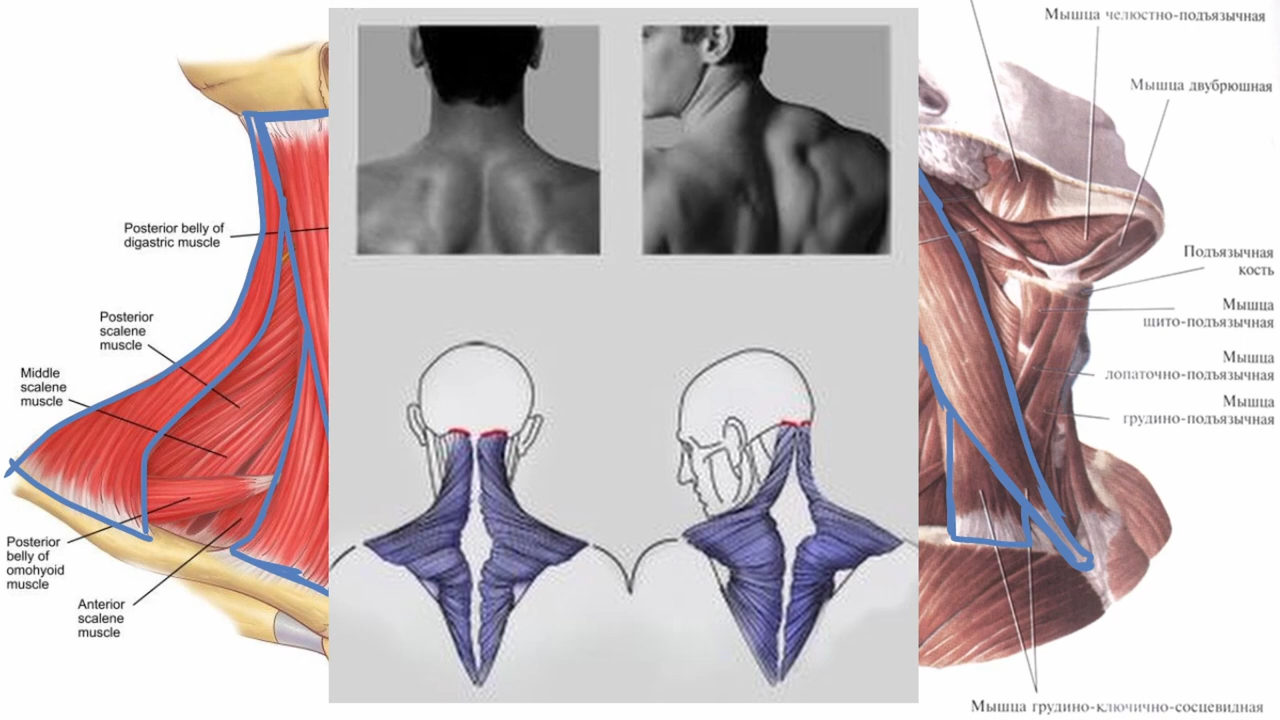 Posterior belly of
digastric muscle
Posterior
scalene
muscle
Middle
scalene
muscle
Posterior
belly of
omohyoid
muscle
Anterior
scalene
muscle
Мышца челюстно-подъязычная
Мышца двубрюшная
Подъязычная
кость
Мышца
щито-подъязычная
Мышца
лопаточно-подъязычная
Мышца
грудино-подъязычная
Мышца грудино-ключично-сосцевидная